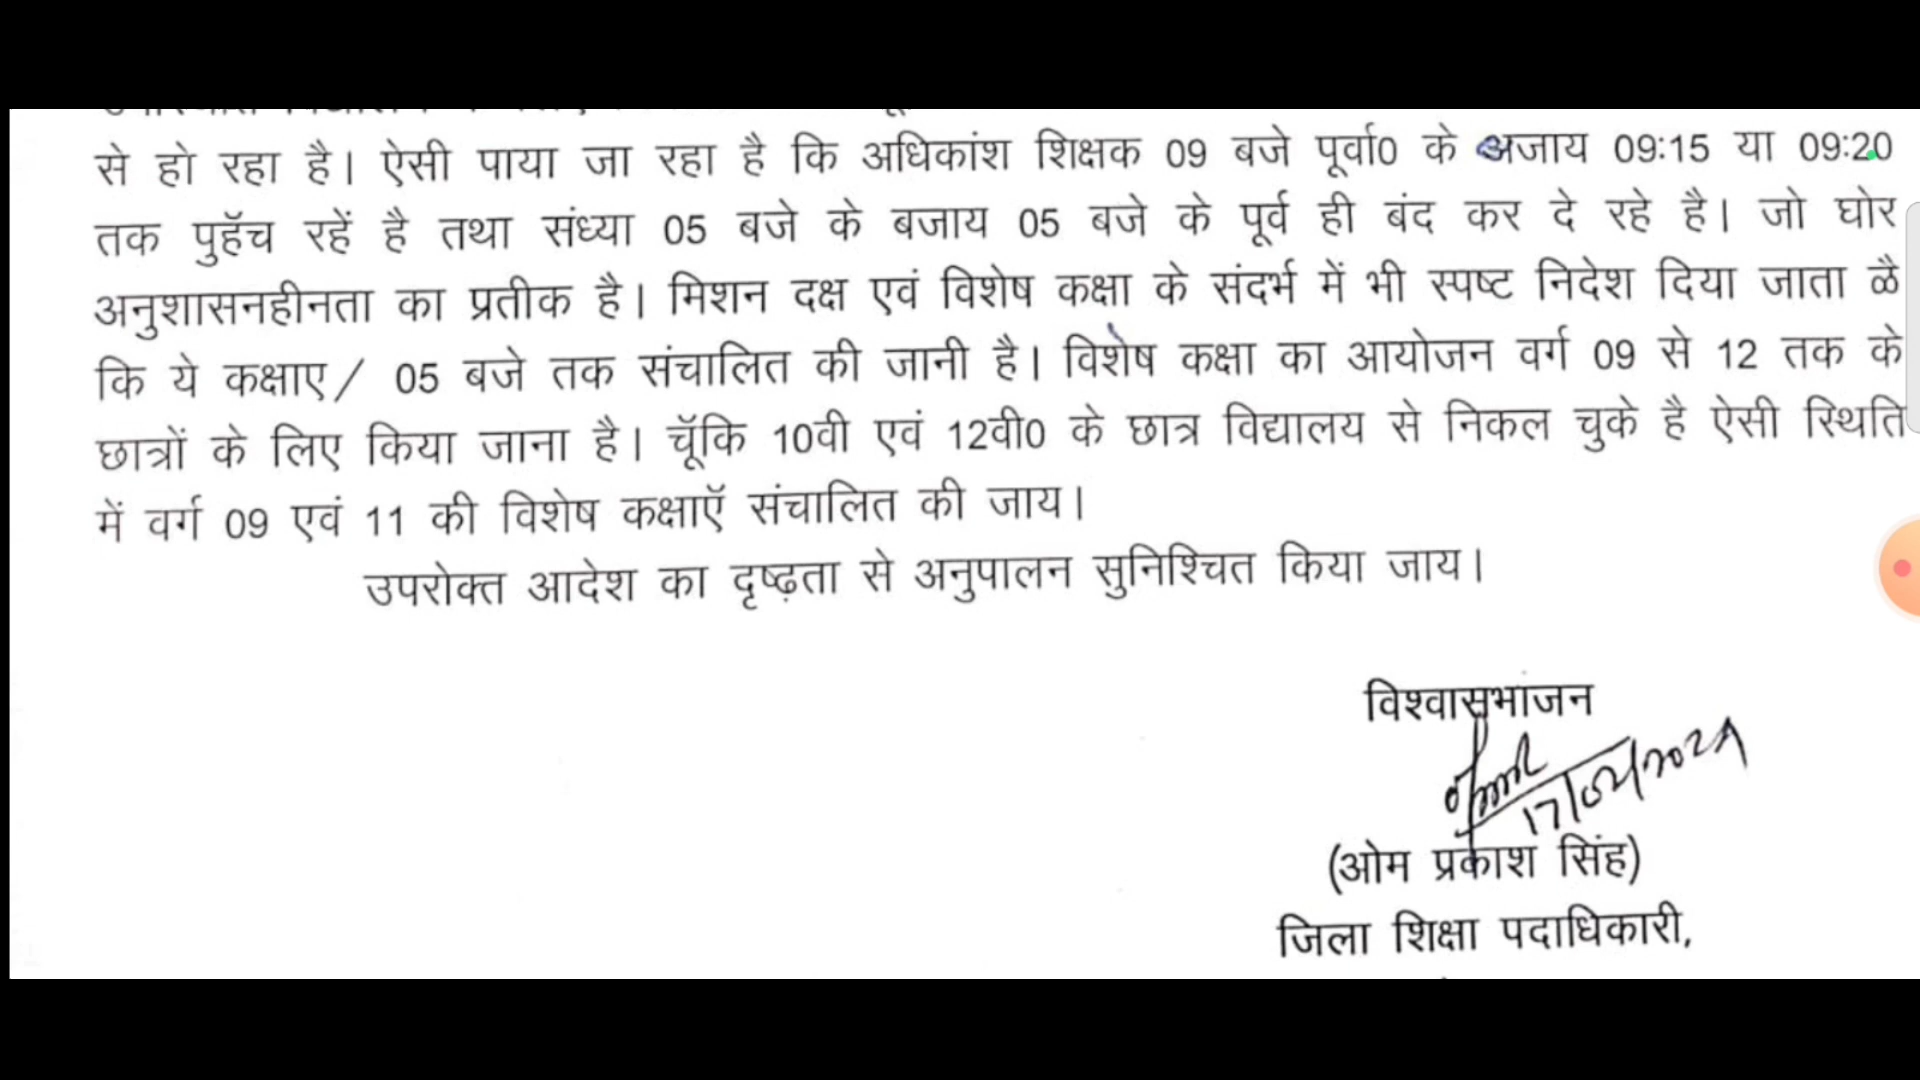 से हो रहा है। ऐसी पाया जा रहा है कि अधिकांश शिक्षक 09 बजे पूर्वा0 के अजाय 09:15 या 09:20
तक पुहॅच रहें है तथा संध्या 05 बजे के बजाय 05 बजे के पूर्व ही बंद कर दे रहे है। जो घोर
अनुशासनहीनता का प्रतीक है। मिशन दक्ष एवं विशेष कक्षा के संदर्भ में भी स्पष्ट निदेश दिया जाता ळै
कि ये कक्षाए/ 05 बजे तक संचालित की जानी है। विशेष कक्षा का आयोजन वर्ग 09 से 12 तक के
छात्रों के लिए किया जाना है। चूॅकि 10वी एवं 12वी0 के छात्र विद्यालय से निकल चुके है ऐसी स्थिति
में वर्ग 09 एवं 11 की विशेष कक्षाऍ संचालित की जाय।
उपरोक्त आदेश का दृष्ढ़ता से अनुपालन सुनिश्चित किया जाय।
विश्वासभाजन
17/02/2024
(ओम प्रकाश सिंह)
जिला शिक्षा पदाधिकारी,